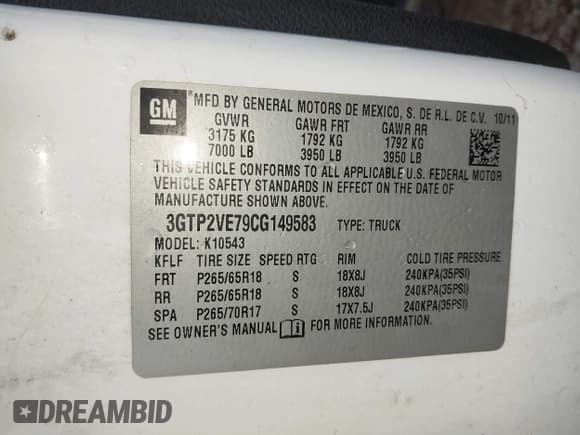 GM
*MFD BY GENERAL MOTORS DE MEXICO, S. DE R.L. DE C.V. 10/11
GVWR GAWR FRT GAWR RR
3175 KG 1792 KG 1792 KG
7000 LB 3950 LB 3950 LB
THIS VEHICLE CONFORMS TO ALL APPLICABLE U.S. FEDERAL MOTOR
VEHICLE SAFETY STANDARDS IN EFFECT ON THE DATE OF
MANUFACTURE SHOWN ABOVE.
3GTP2VE79CG149583 TYPE: TRUCK
MODEL: K10543
KFLF TIRE SIZE SPEED RTG RIM COLD TIRE PRESSURE
FRT P265/65R18 S 18X8J 240KPA(35PSI)
RR P265/65R18 S 18X8J 240KPA(35PSI)
SPA P265/70R17 S 17X7.5J 240KPA(35PSI)
SEE OWNER'S MANUAL FOR MORE INFORMATION.
DREAMBID